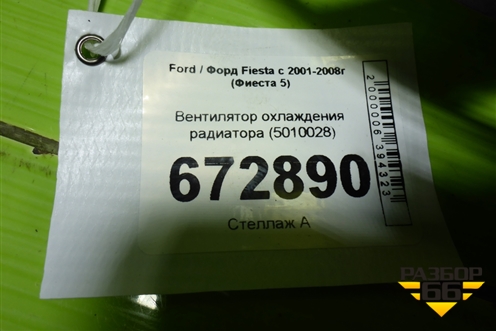 Ford / Форд Fiesta с 2001-2008г
(Фиеста 5)
Вентилятор охлаждения
радиатора (5010028)
672890
Стеллаж А
2000006394323
РАЗБОР
66